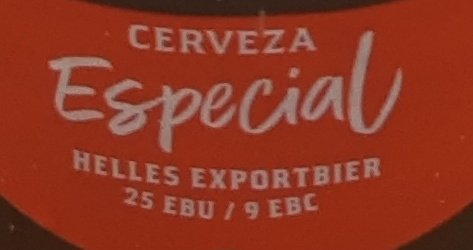 CERVEZA
Especial
HELLES EXPORTBIER
25 EBU / 9 EBC